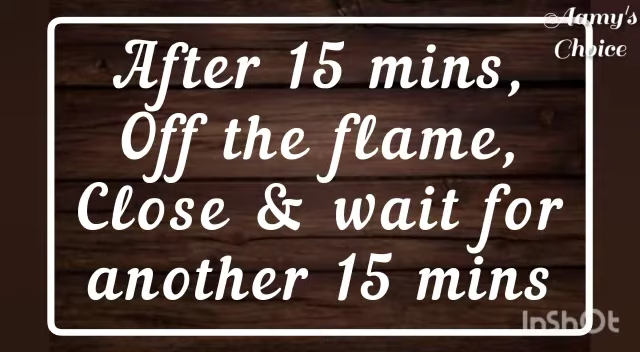 ©Aamy's
Choice
After 15 mins,
Off the flame,
Close & wait for
another 15 mins
InShOt